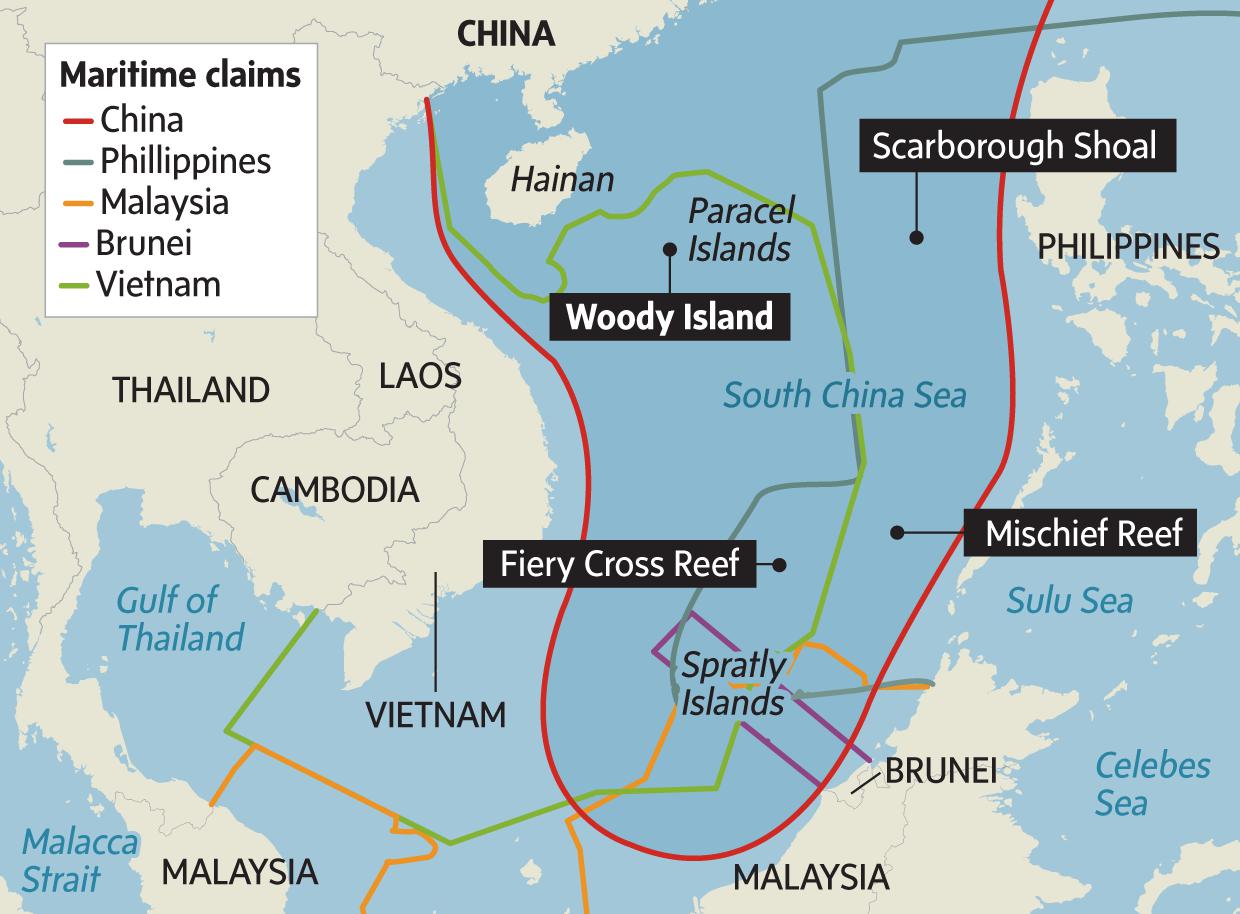 CHINA
Maritime claims
China
Phillippines
Malaysia
Brunei
Vietnam
Scarborough Shoal
Hainan
Paracel
Islands
PHILIPPINES
Woody Island
LAOS
THAILAND
South China Sea
CAMBODIA
Mischief Reef
Fiery Cross Reef
Gulf of
Thailand
Sulu Sea
Spratly
Islands
VIETNAM
BRUNEI
Celebes
Sea
Malacca
Strait
MALAYSIA
MALAYSIA